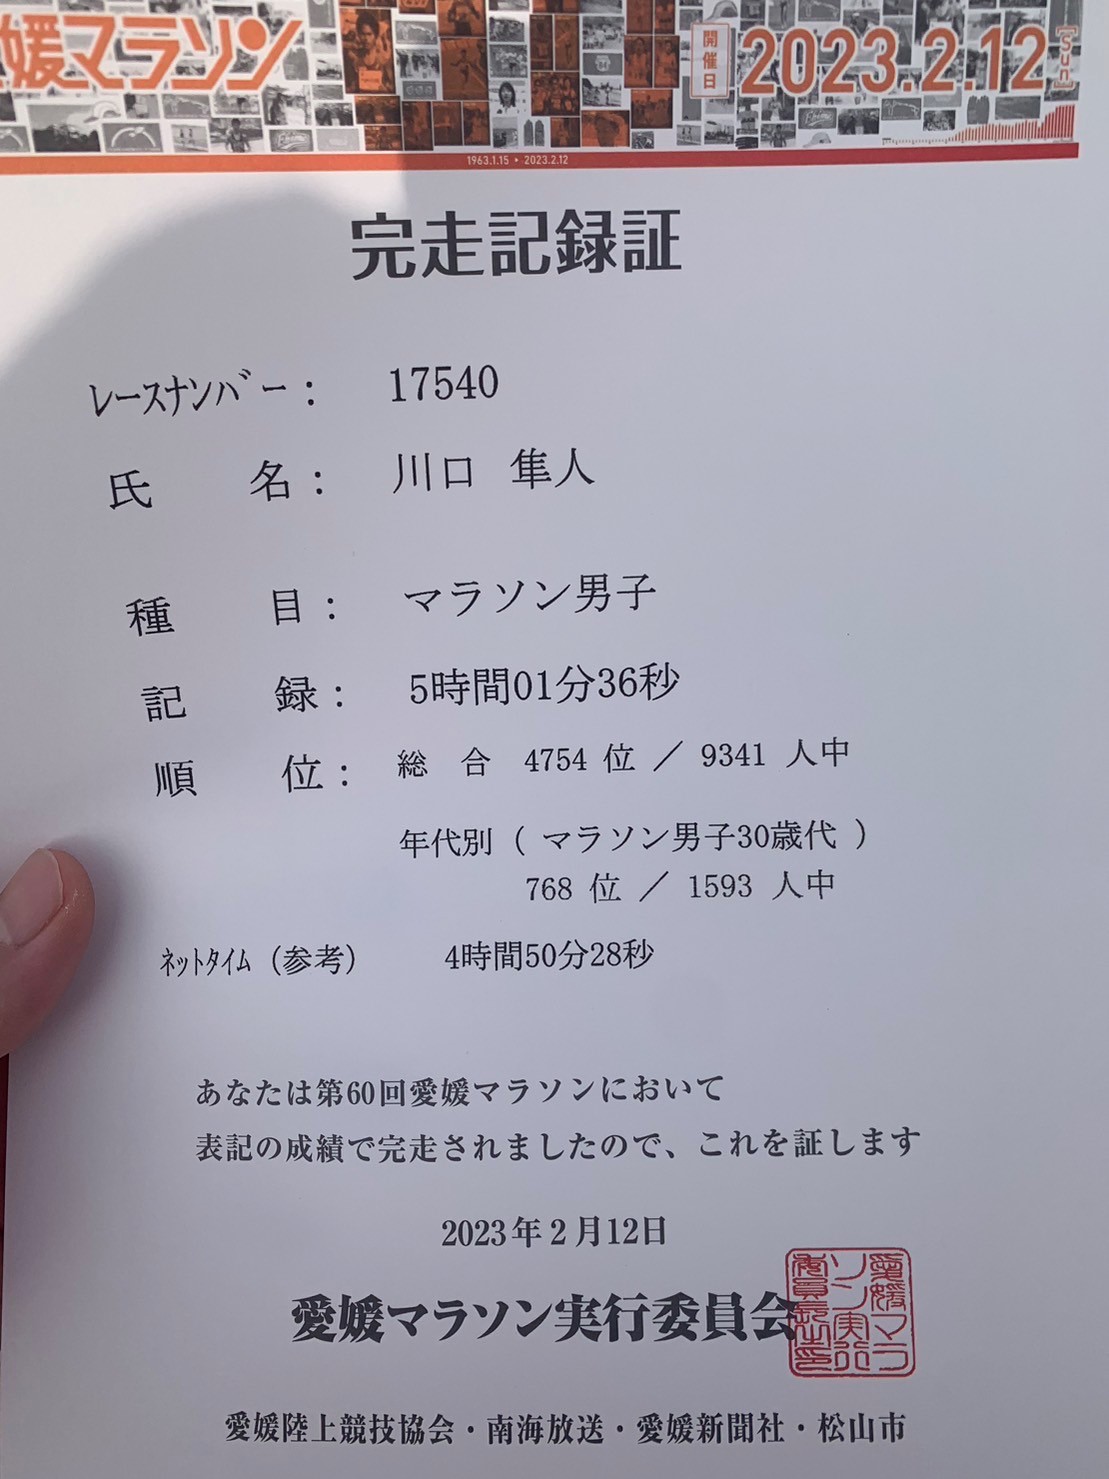 媛マラソン
開催日 2023.2.12 [Sun]
1963.1.15 • 2023.2.12
完走記録証
レースナンバー： 17540
氏 名： 川口 隼人
種 目： マラソン男子
記 録： 5時間01分36秒
順 位： 総 合 4754 位 ／ 9341 人中
年代別 （ マラソン男子30歳代 ）
768 位 ／ 1593 人中
ネットタイム（参考） 4時間50分28秒
あなたは第60回愛媛マラソンにおいて
表記の成績で完走されましたので、これを証します
2023年2月12日
愛媛マラソン実行委員会
愛媛陸上競技協会・南海放送・愛媛新聞社・松山市